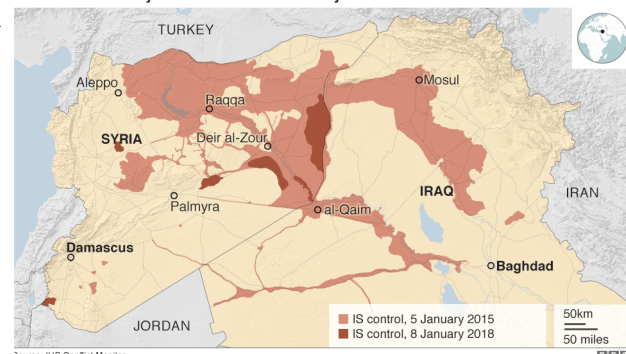 TURKEY
Aleppo
Mosul
Raqqa
SYRIA
Deir al-Zour
IRAQ
IRAN
Palmyra
al-Qaim
Damascus
Baghdad
JORDAN
IS control, 5 January 2015
IS control, 8 January 2018
50km
50 miles